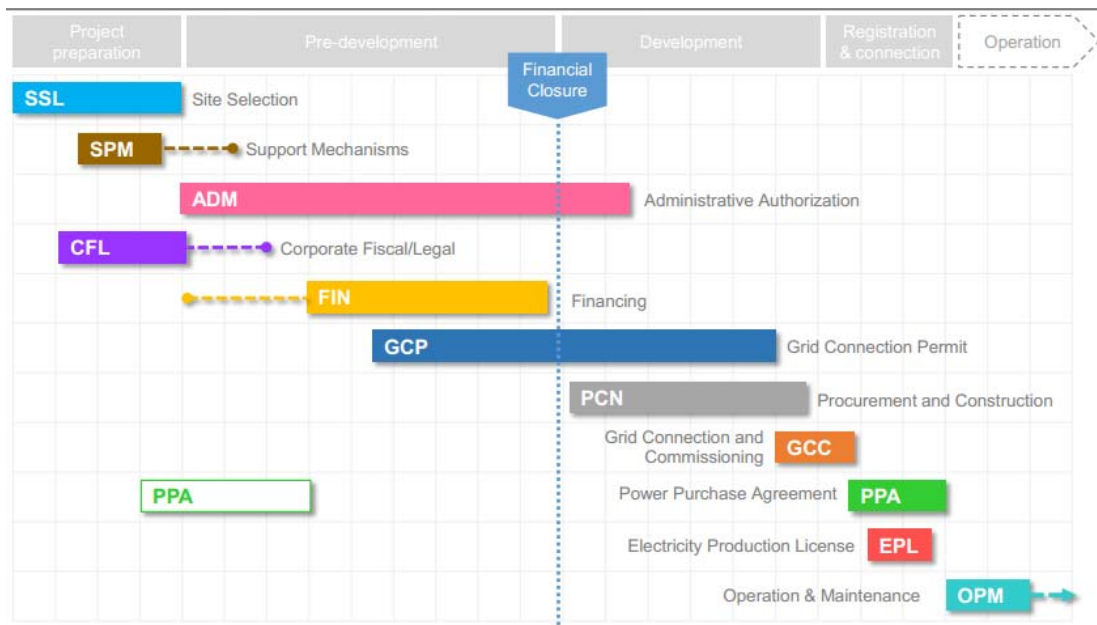 Project
preparation
Pre-development
Development
Registration
& connection
Operation
Financial
Closure
SSL
Site Selection
SPM
Support Mechanisms
ADM
Administrative Authorization
CFL
Corporate Fiscal/Legal
FIN
Financing
GCP
Grid Connection Permit
PCN
Procurement and Construction
Grid Connection and
Commissioning
GCC
PPA
Power Purchase Agreement
PPA
Electricity Production License
EPL
Operation & Maintenance
OPM